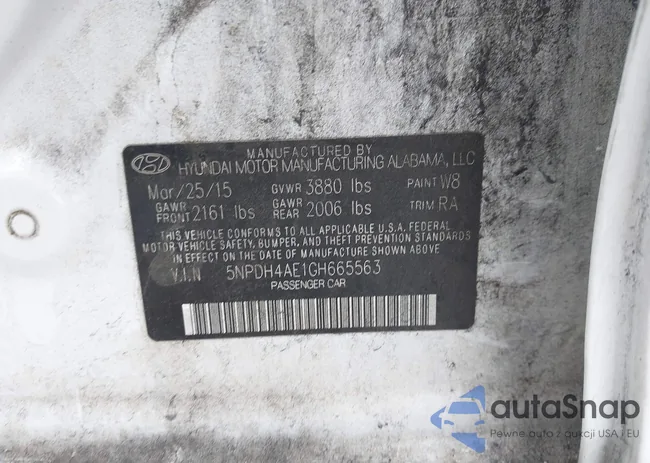 MANUFACTURED BY
HYUNDAI MOTOR MANUFACTURING ALABAMA, LLC
Mar/25/15 GVWR 3880 lbs PAINT W8
GAWR FRONT 2161 lbs GAWR REAR 2006 lbs TRIM RA
THIS VEHICLE CONFORMS TO ALL APPLICABLE U.S.A. FEDERAL
MOTOR VEHICLE SAFETY, BUMPER, AND THEFT PREVENTION
STANDARDS IN EFFECT ON THE DATE OF MANUFACTURE SHOWN ABOVE
V.I.N 5NPDH4AE1GH665563
PASSENGER CAR
autaSnap
Pewne auto z aukcji USA i EU